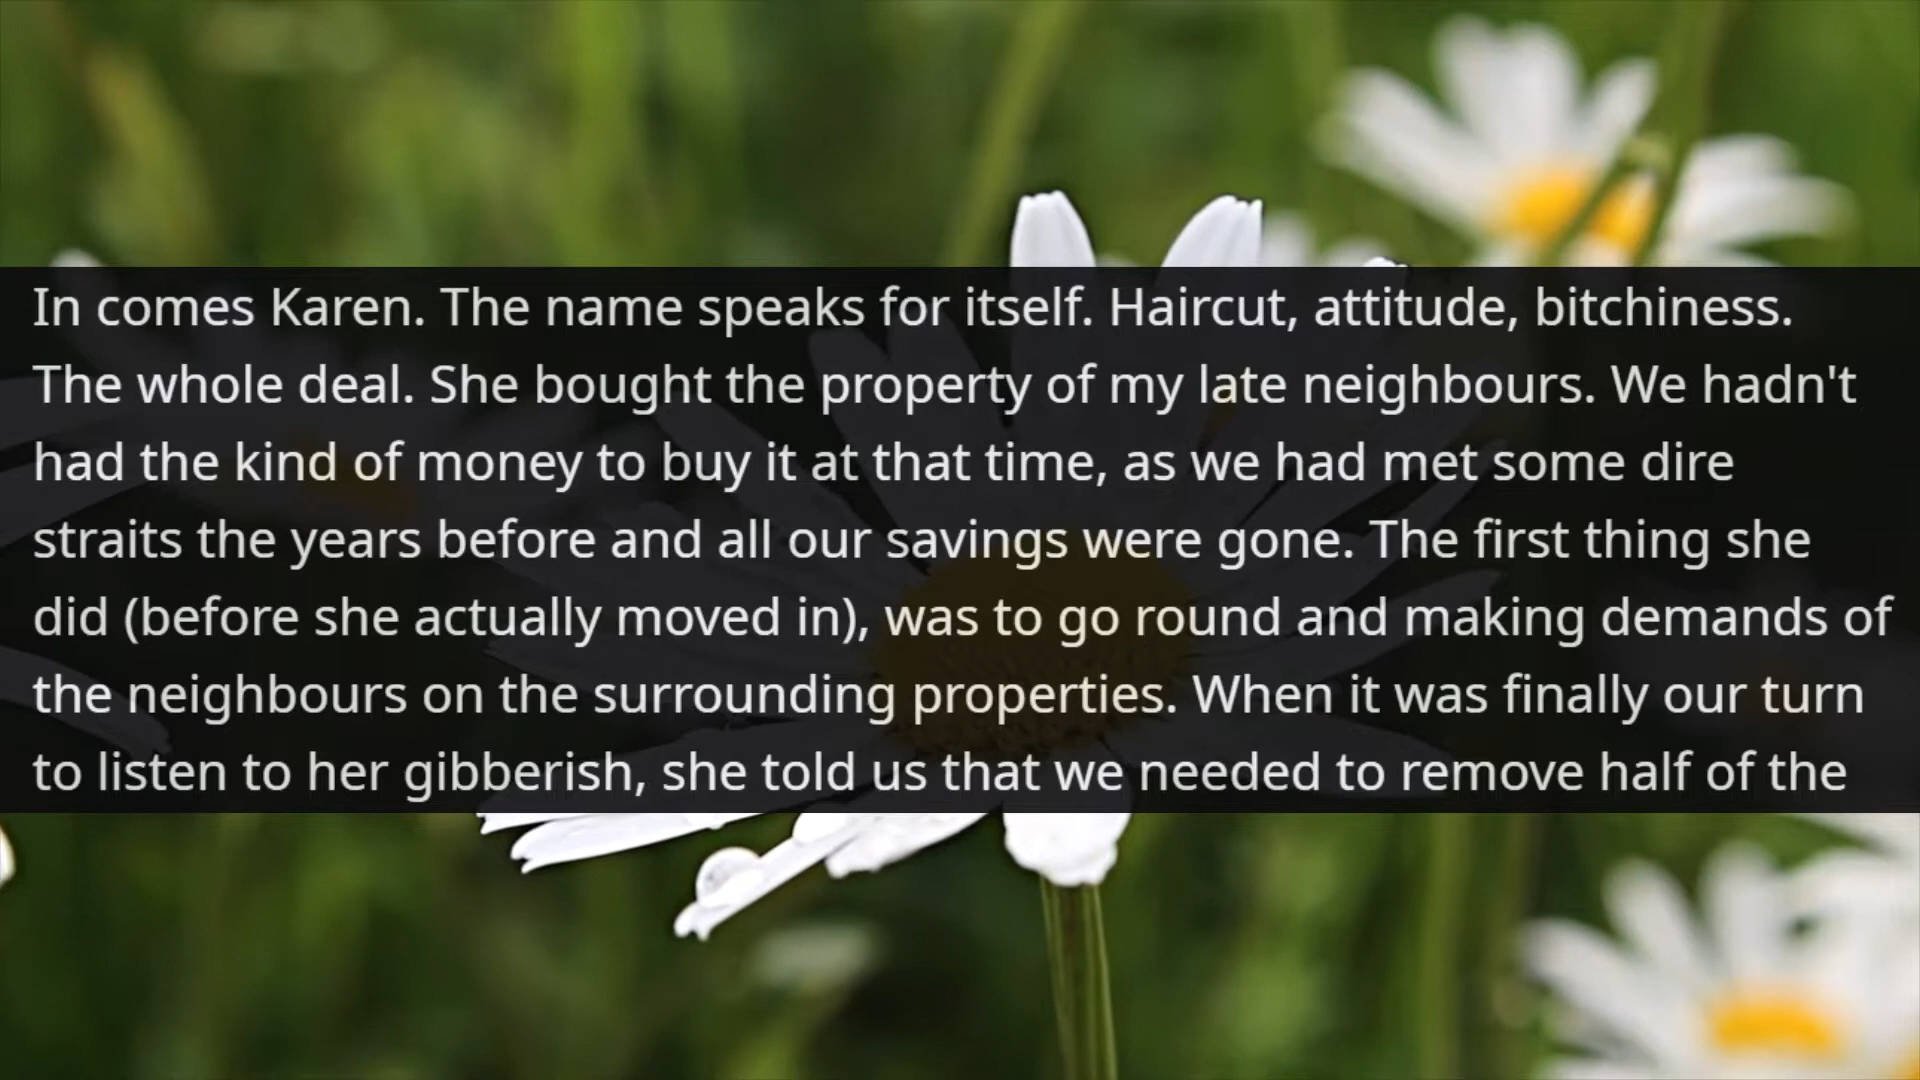 In comes Karen. The name speaks for itself. Haircut, attitude, bitchiness.
The whole deal. She bought the property of my late neighbours. We hadn't
had the kind of money to buy it at that time, as we had met some dire
straits the years before and all our savings were gone. The first thing she
did (before she actually moved in), was to go round and making demands of
the neighbours on the surrounding properties. When it was finally our turn
to listen to her gibberish, she told us that we needed to remove half of the